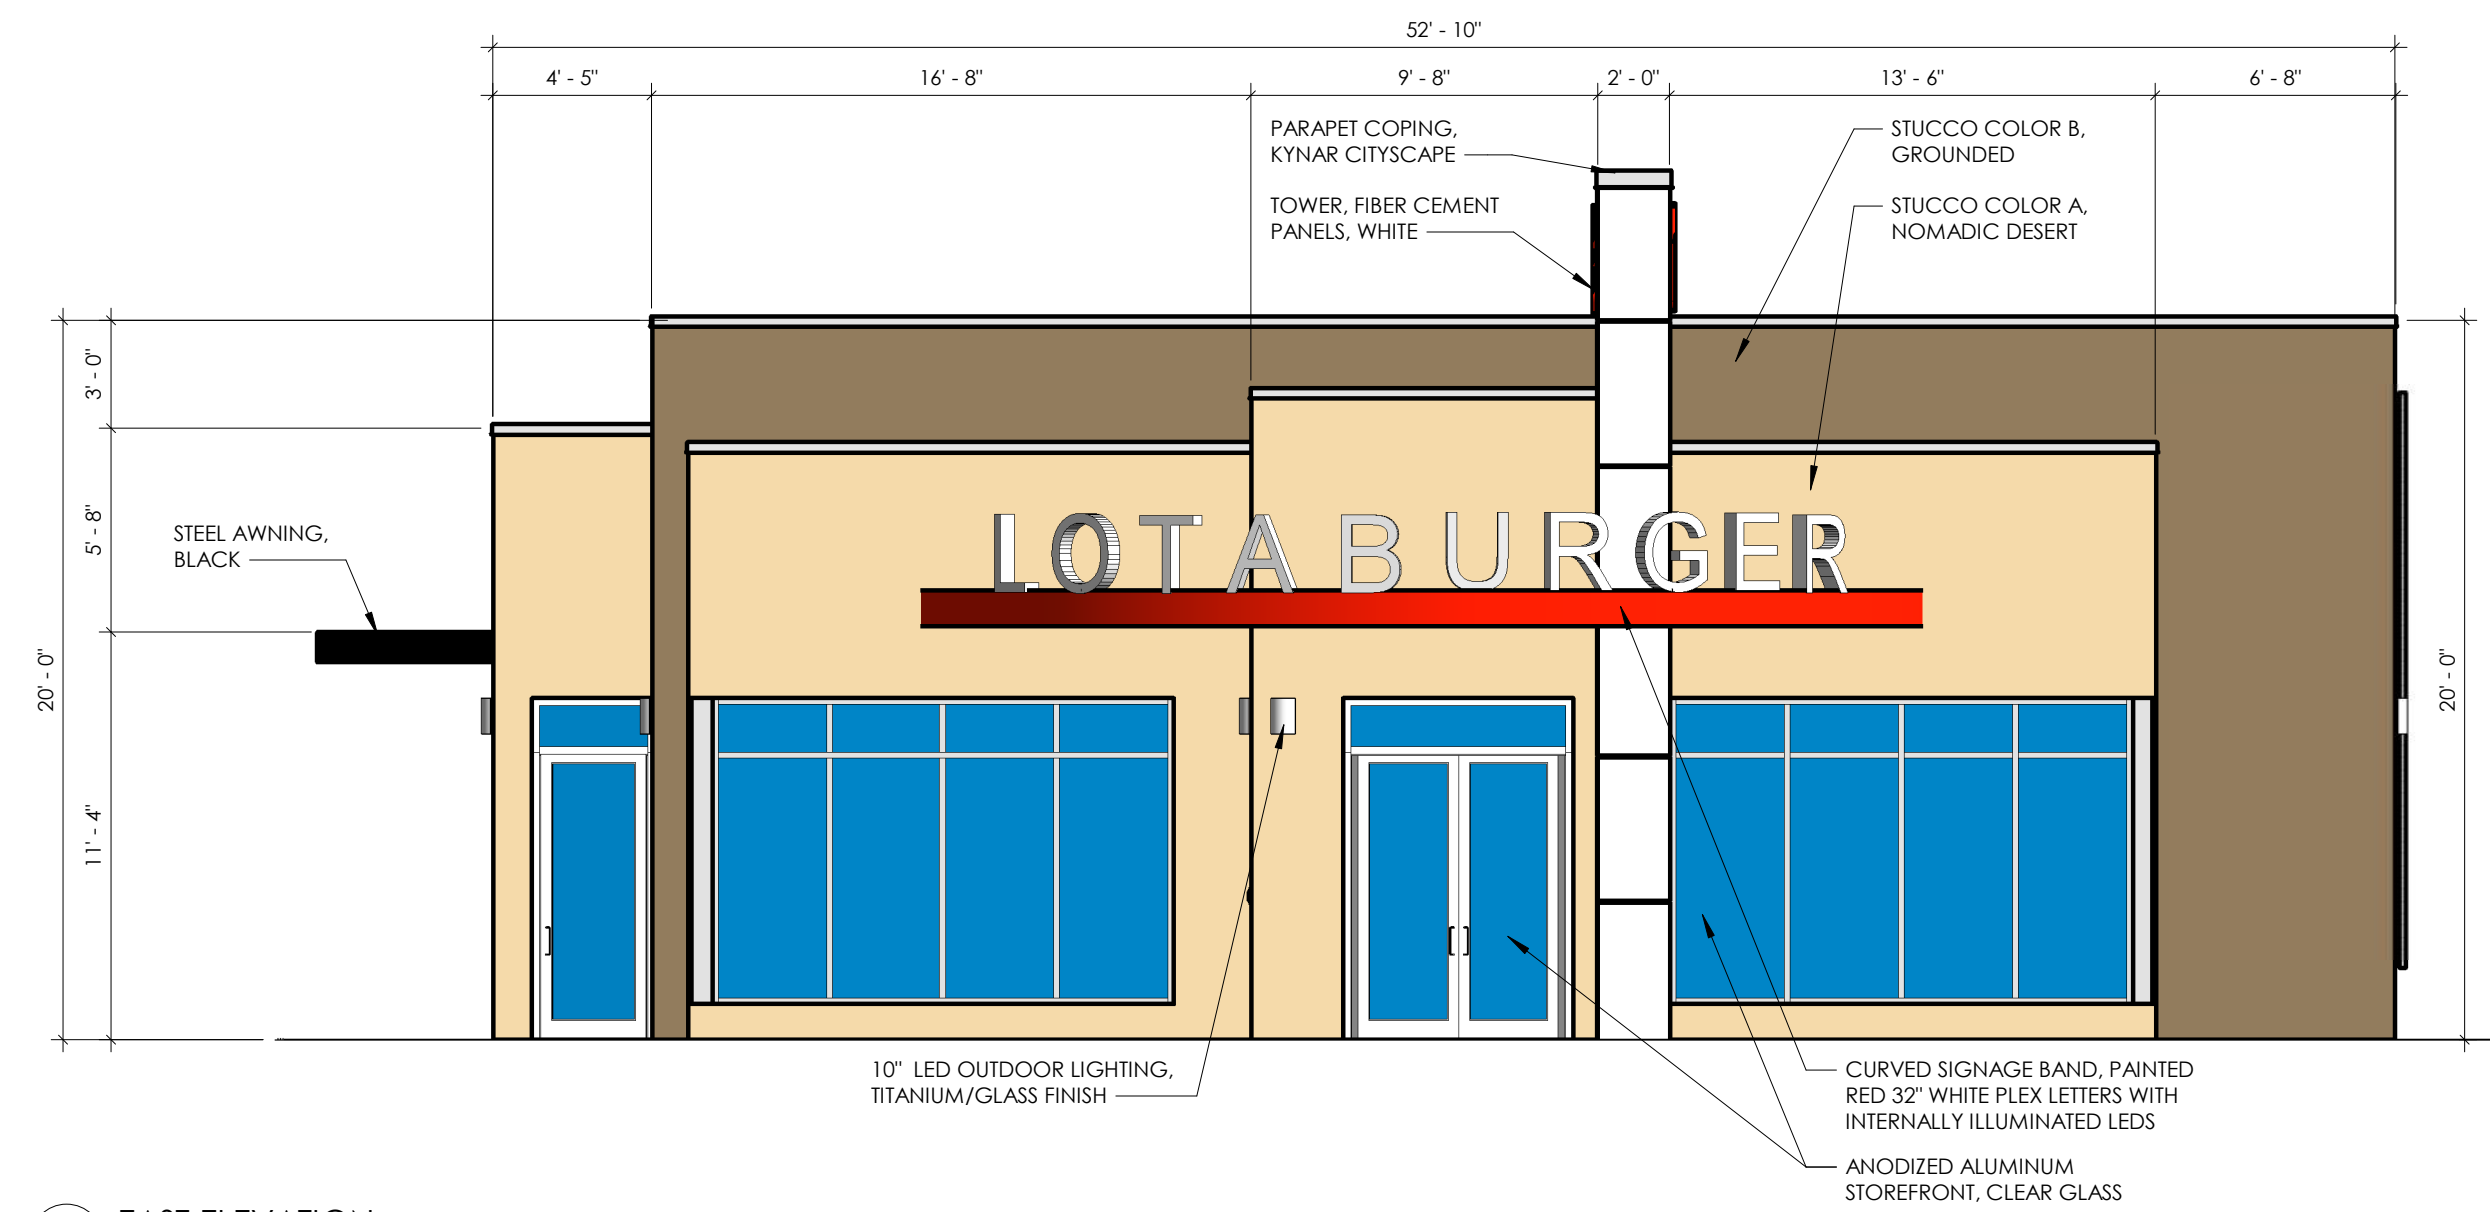 52' - 10"
4' - 5"
16' - 8"
9' - 8"
2' - 0"
13' - 6"
6' - 8"
PARAPET COPING,
KYNAR CITYSCAPE
STUCCO COLOR B,
GROUNDED
TOWER, FIBER CEMENT
PANELS, WHITE
STUCCO COLOR A,
NOMADIC DESERT
3' - 0"
5' - 8"
11' - 4"
20' - 0"
STEEL AWNING,
BLACK
LOTABURGER
20' - 0"
10" LED OUTDOOR LIGHTING,
TITANIUM/GLASS FINISH
CURVED SIGNAGE BAND, PAINTED
RED 32" WHITE PLEX LETTERS WITH
INTERNALLY ILLUMINATED LEDS
ANODIZED ALUMINUM
STOREFRONT, CLEAR GLASS
EAST ELEVATION